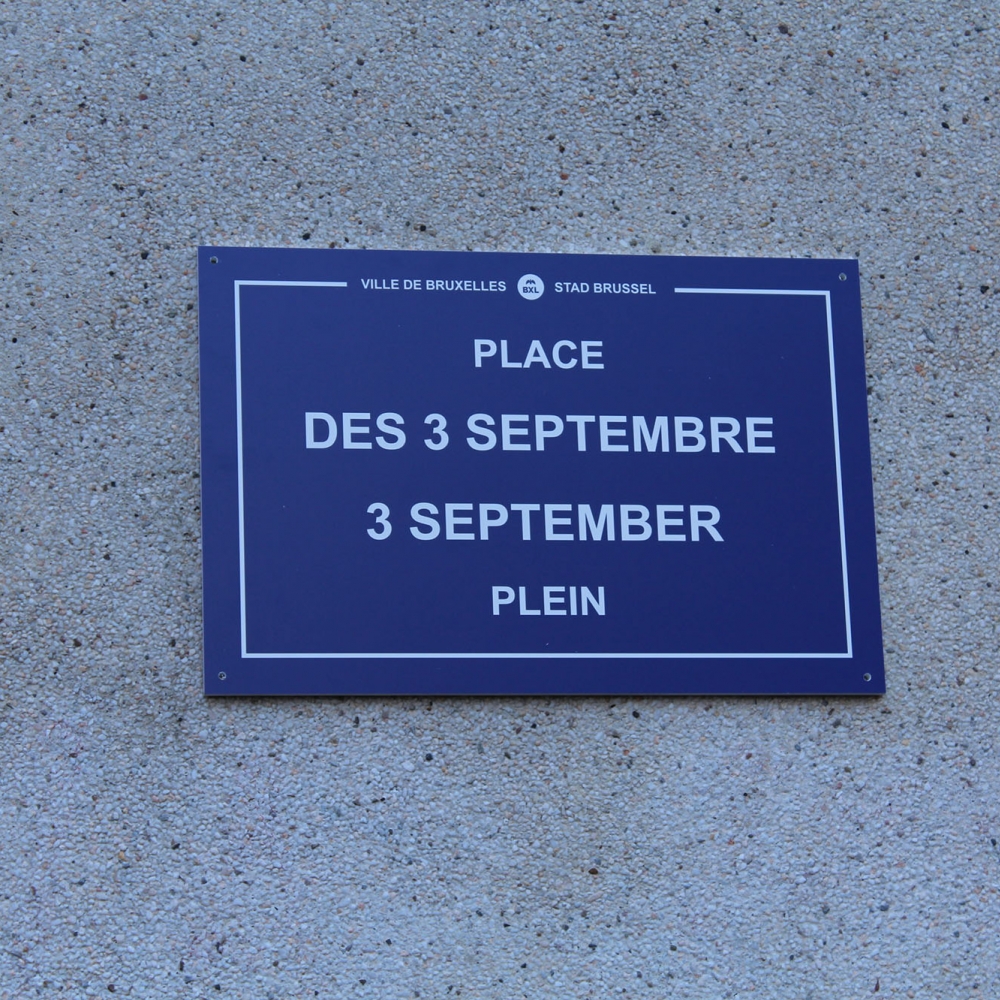 VILLE DE BRUXELLES BXL STAD BRUSSEL
PLACE
DES 3 SEPTEMBRE
3 SEPTEMBER
PLEIN